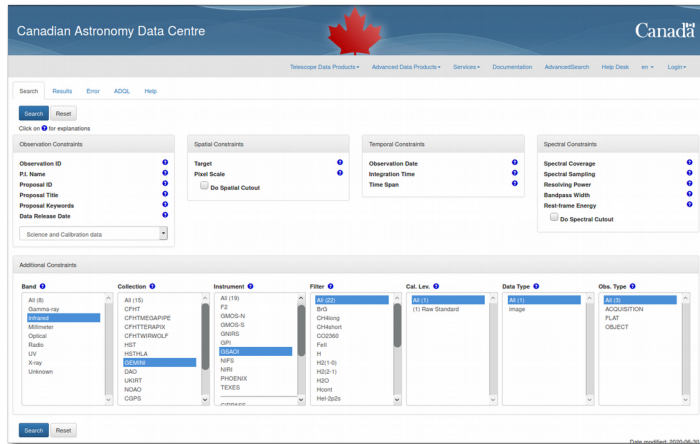 Canadian Astronomy Data Centre
Canada
Telescope Data Products Advanced Data Products Services Documentation AdvancedSearch Help Desk en Login
Search Results Error ADQL Help
Search Reset
Click on ? for explanations
Observation Constraints
Observation ID ?
P.I. Name ?
Proposal ID ?
Proposal Title ?
Proposal Keywords ?
Data Release Date ?
Science and Calibration data
Spatial Constraints
Target ?
Pixel Scale ?
Do Spatial Cutout
Temporal Constraints
Observation Date ?
Integration Time ?
Time Span ?
Spectral Constraints
Spectral Coverage ?
Spectral Sampling ?
Resolving Power ?
Bandpass Width ?
Rest-frame Energy ?
Do Spectral Cutout
Additional Constraints
Band ?
All (8)
Gamma-ray
Infrared
Millimeter
Optical
Radio
UV
X-ray
Unknown
Collection ?
All (15)
CFHT
CFHTMEGAPIPE
CFHTTERAPIX
CFHTWIRWOLF
HST
HSTHLA
GEMINI
DAO
UKIRT
NOAO
CGPS
Instrument ?
All (19)
F2
GMOS-N
GMOS-S
GNIRS
GPI
GSAOI
NIFS
NIRI
PHOENIX
TEXES
Filter ?
All (22)
BrG
CH4long
CH4short
CO2360
FeII
H
H2(1-0)
H2(2-1)
H2O
Hcont
HeI-2p2s
Cal. Lev. ?
All (1)
(1) Raw Standard
Data Type ?
All (1)
image
Obs. Type ?
All (3)
ACQUISITION
FLAT
OBJECT
Search Reset
Date modified: 2020-06-30